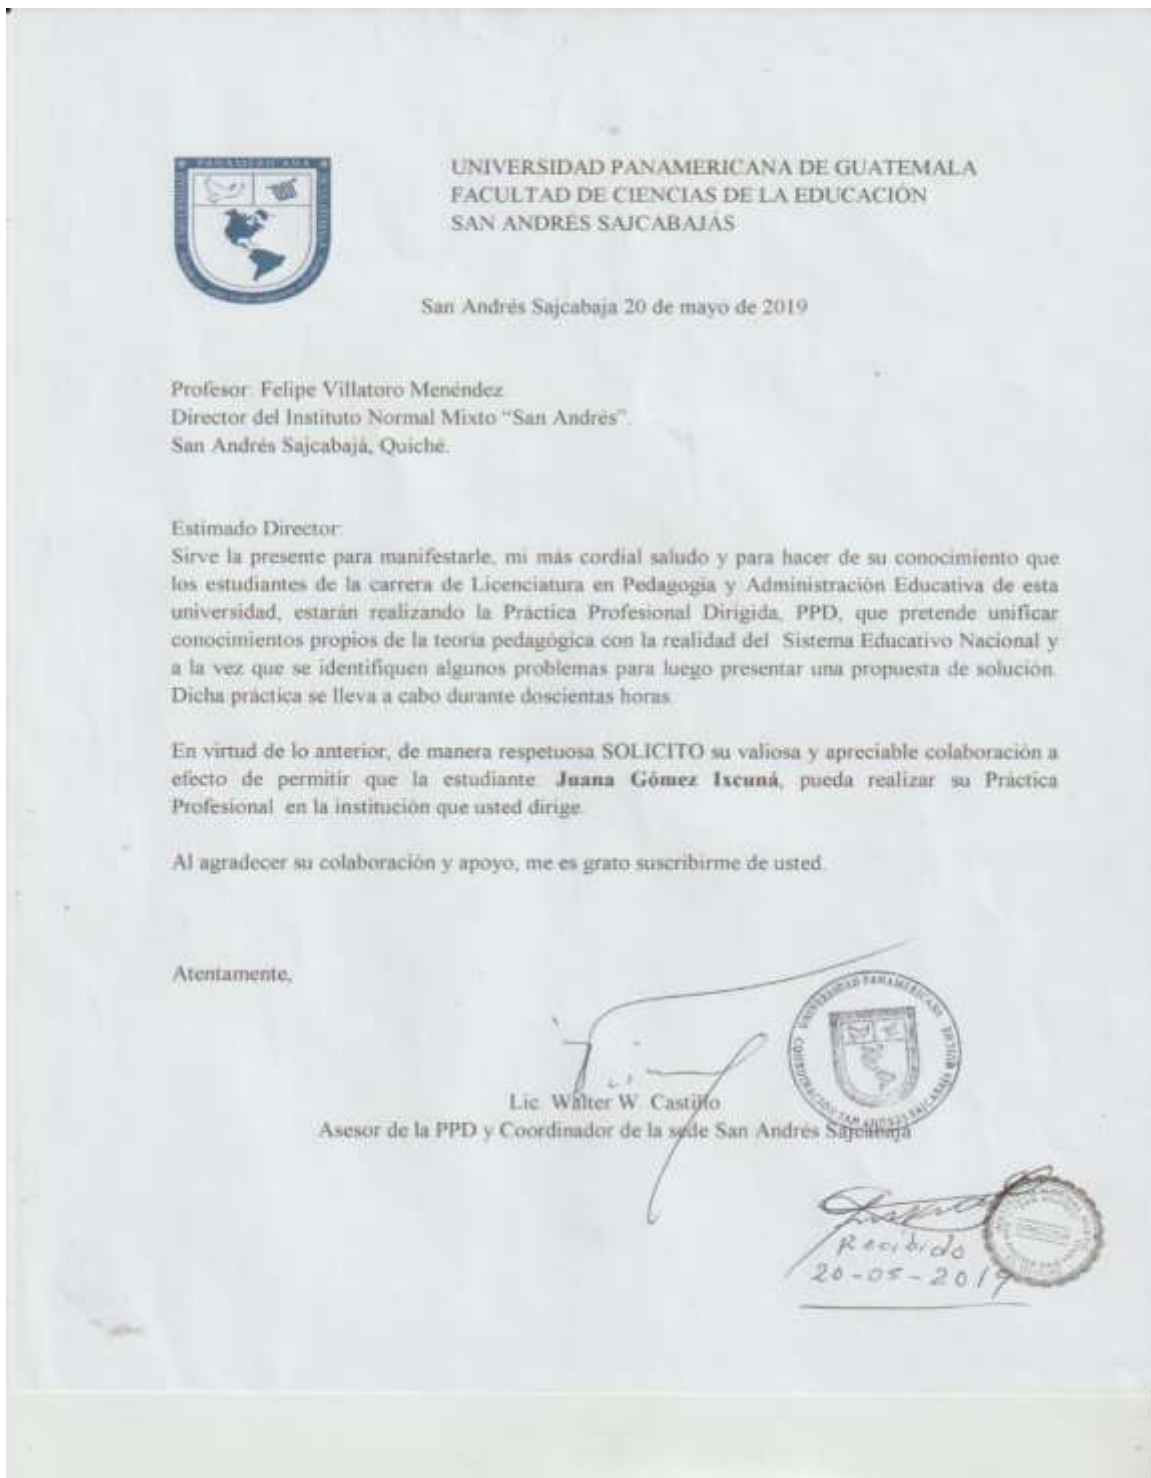 PANAMERICANA
UNIVERSIDAD PANAMERICANA DE GUATEMALA
FACULTAD DE CIENCIAS DE LA EDUCACIÓN
SAN ANDRÉS SAJCABAJÁS
San Andrés Sajcabaja 20 de mayo de 2019
Profesor: Felipe Villatoro Menéndez.
Director del Instituto Normal Mixto “San Andrés”.
San Andrés Sajcabajá, Quiché.
Estimado Director:
Sirve la presente para manifestarle, mi más cordial saludo y para hacer de su conocimiento que
los estudiantes de la carrera de Licenciatura en Pedagogía y Administración Educativa de esta
universidad, estarán realizando la Práctica Profesional Dirigida, PPD, que pretende unificar
conocimientos propios de la teoría pedagógica con la realidad del Sistema Educativo Nacional y
a la vez que se identifiquen algunos problemas para luego presentar una propuesta de solución.
Dicha práctica se lleva a cabo durante doscientas horas.
En virtud de lo anterior, de manera respetuosa SOLICITO su valiosa y apreciable colaboración a
efecto de permitir que la estudiante: Juana Gómez Ixcuná, pueda realizar su Práctica
Profesional en la institución que usted dirige.
Al agradecer su colaboración y apoyo, me es grato suscribirme de usted.
Atentamente,
UNIVERSIDAD PANAMERICANA
COORDINACIÓN SAN ANDRES SAJCABAJÁ
Lic. Walter W. Castillo
Asesor de la PPD y Coordinador de la sede San Andrés Sajcabajá
Recibido
20-05-2019